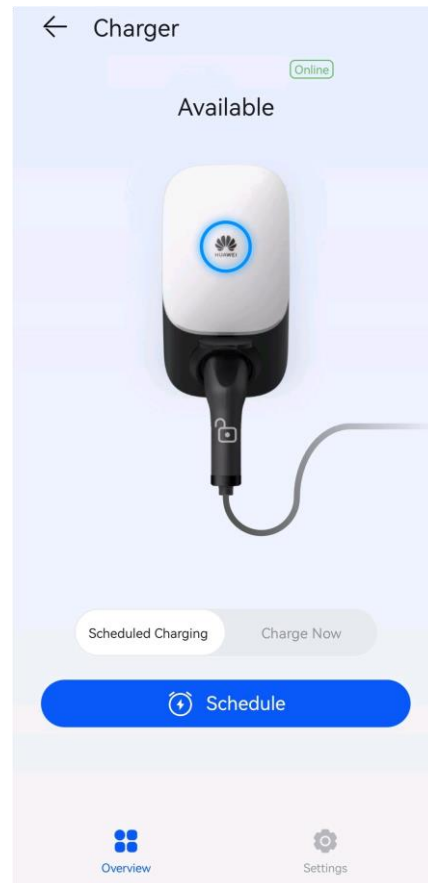 Charger
Online
Available
HUAWEI
Scheduled Charging
Charge Now
Schedule
Overview
Settings